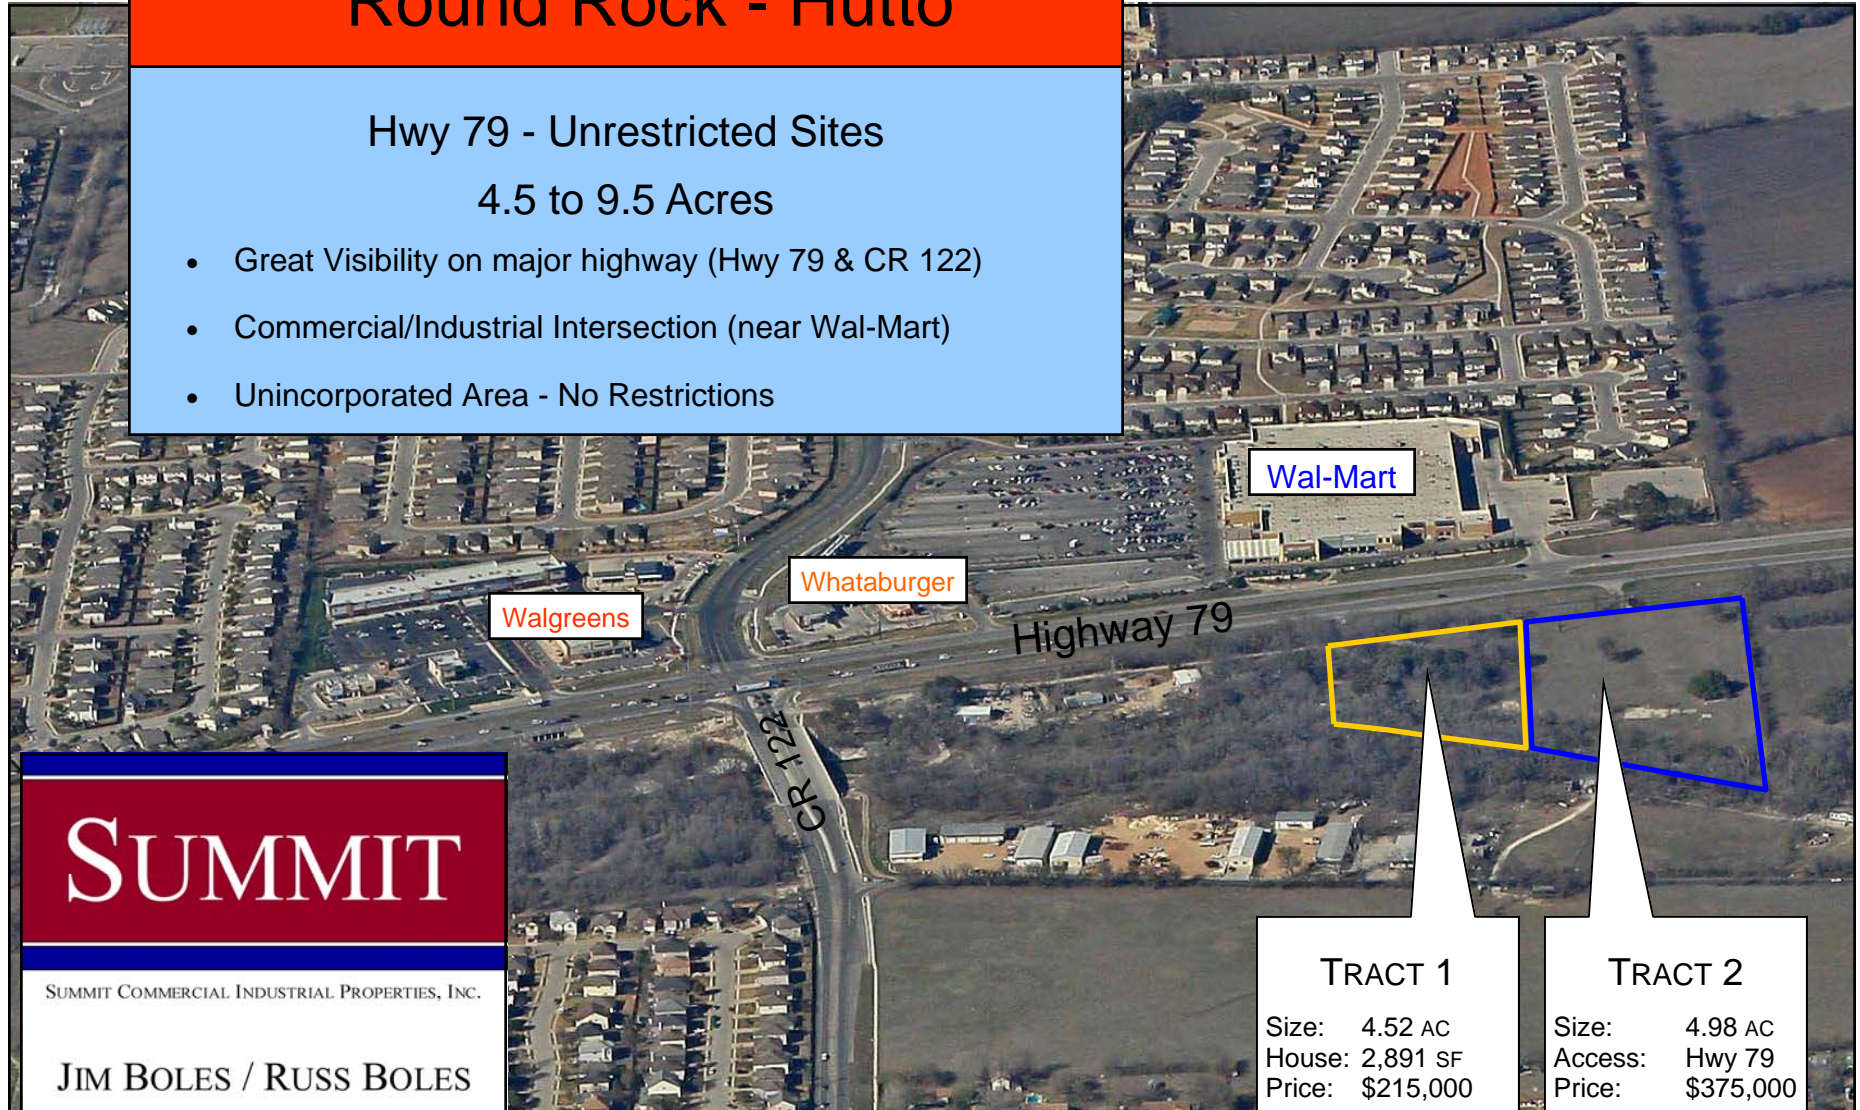 Round Rock - Hutto
Hwy 79 - Unrestricted Sites
4.5 to 9.5 Acres
• Great Visibility on major highway (Hwy 79 & CR 122)
• Commercial/Industrial Intersection (near Wal-Mart)
• Unincorporated Area - No Restrictions
Wal-Mart
Whataburger
Walgreens
Highway 79
CR 122
SUMMIT
SUMMIT COMMERCIAL INDUSTRIAL PROPERTIES, INC.
JIM BOLES / RUSS BOLES
TRACT 1
Size: 4.52 AC
House: 2,891 SF
Price: $215,000
TRACT 2
Size: 4.98 AC
Access: Hwy 79
Price: $375,000